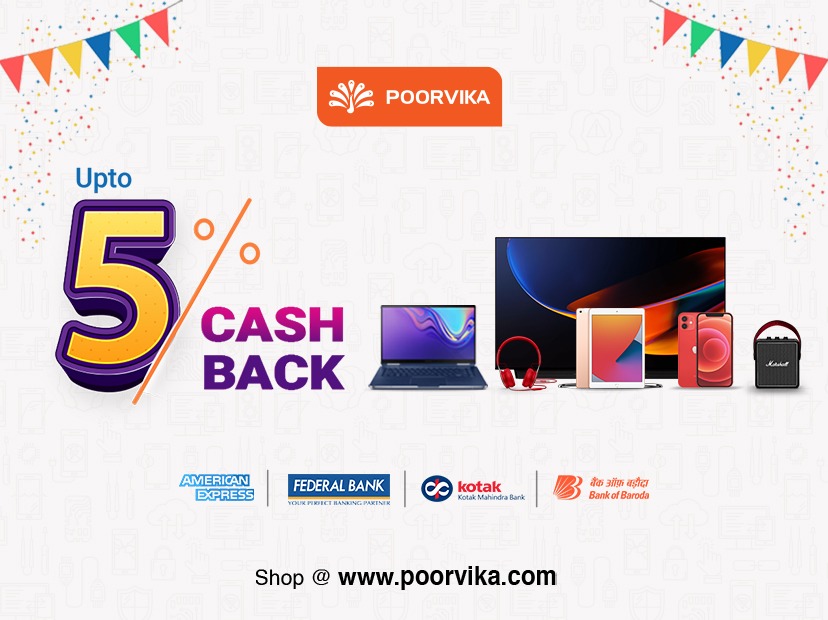 POORVIKA
Upto
5%
CASH
BACK
Marshall
AMERICAN
EXPRESS
FEDERAL BANK
YOUR PERFECT BANKING PARTNER
kotak
Kotak Mahindra Bank
बैंक ऑफ़ बड़ौदा
Bank of Baroda
Shop @ www.poorvika.com